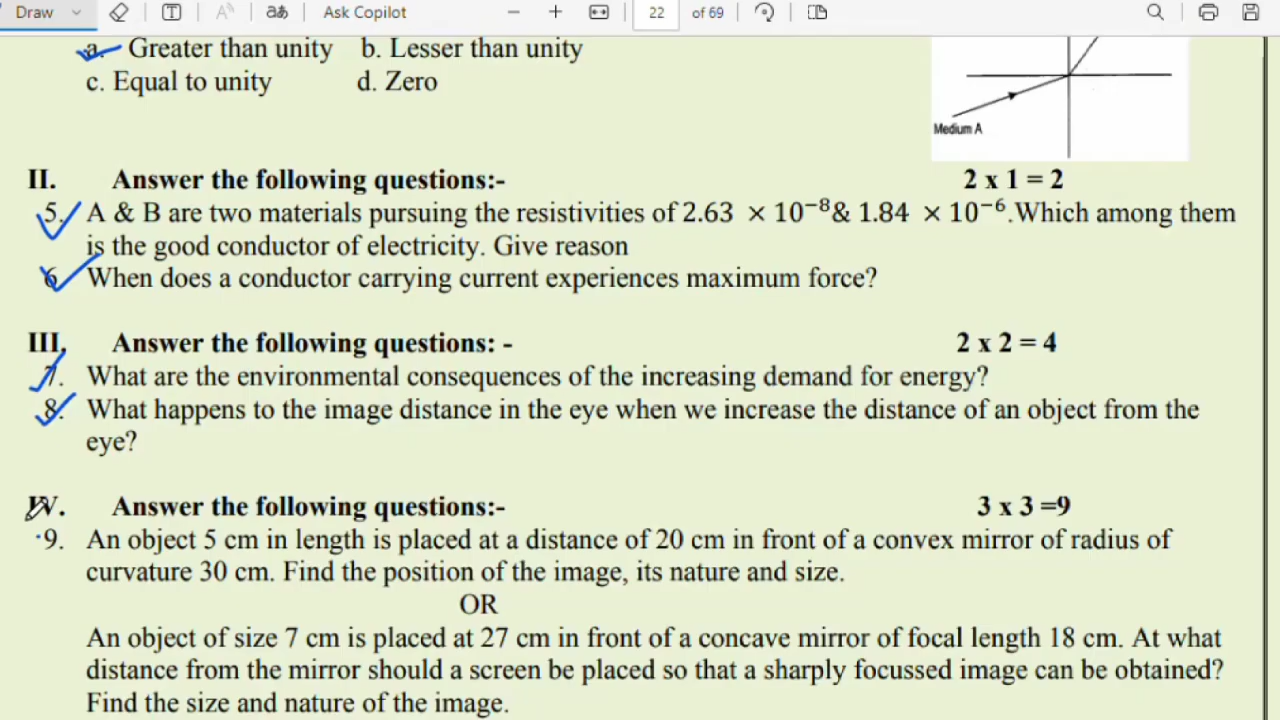 Draw aあ Ask Copilot 22 of 69
a. Greater than unity b. Lesser than unity
c. Equal to unity d. Zero
Medium A
II. Answer the following questions:- 2 x 1 = 2
5. A & B are two materials pursuing the resistivities of 2.63 × 10⁻⁸& 1.84 × 10⁻⁶.Which among them
is the good conductor of electricity. Give reason
6. When does a conductor carrying current experiences maximum force?
III. Answer the following questions: - 2 x 2 = 4
7. What are the environmental consequences of the increasing demand for energy?
8. What happens to the image distance in the eye when we increase the distance of an object from the
eye?
IV. Answer the following questions:- 3 x 3 =9
9. An object 5 cm in length is placed at a distance of 20 cm in front of a convex mirror of radius of
curvature 30 cm. Find the position of the image, its nature and size.
OR
An object of size 7 cm is placed at 27 cm in front of a concave mirror of focal length 18 cm. At what
distance from the mirror should a screen be placed so that a sharply focussed image can be obtained?
Find the size and nature of the image.